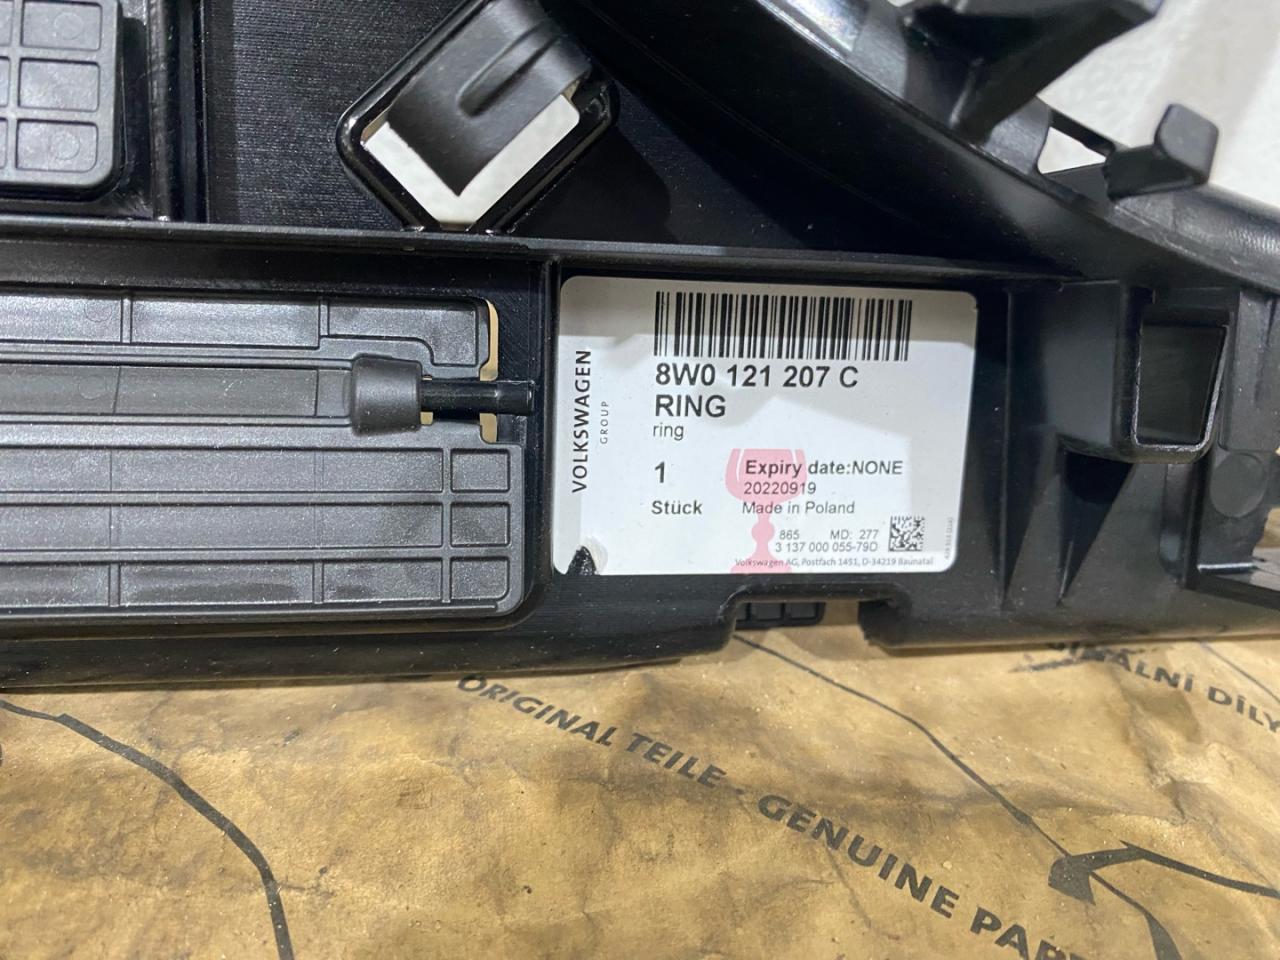 VOLKSWAGEN
GROUP
8W0 121 207 C
RING
ring
1
Stück
Expiry date:NONE
20220919
Made in Poland
865 MD: 277
3 137 000 055-79D
Volkswagen AG, Postfach 1451, D-34219 Baunatal
ORIGINAL TEILE - GENUINE PAR
DÍLY